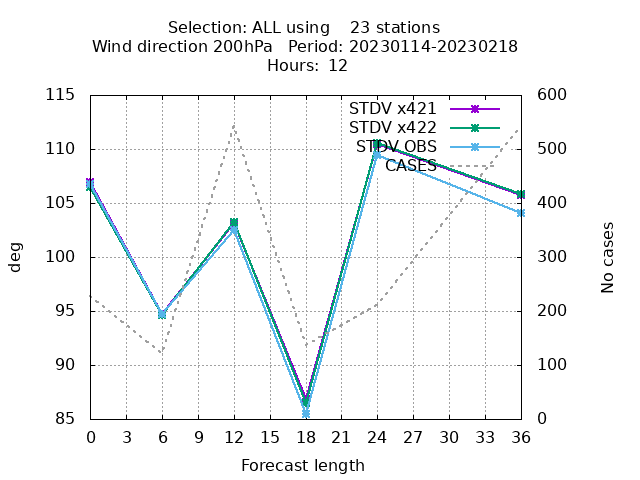 Selection: ALL using    23 stations
Wind direction 200hPa   Period: 20230114-20230218
Hours:  12
115
110
105
100
95
90
85
600
500
400
300
200
100
0
STDV x421
STDV x422
STDV OBS
CASES
deg
No cases
0 3 6 9 12 15 18 21 24 27 30 33 36
Forecast length